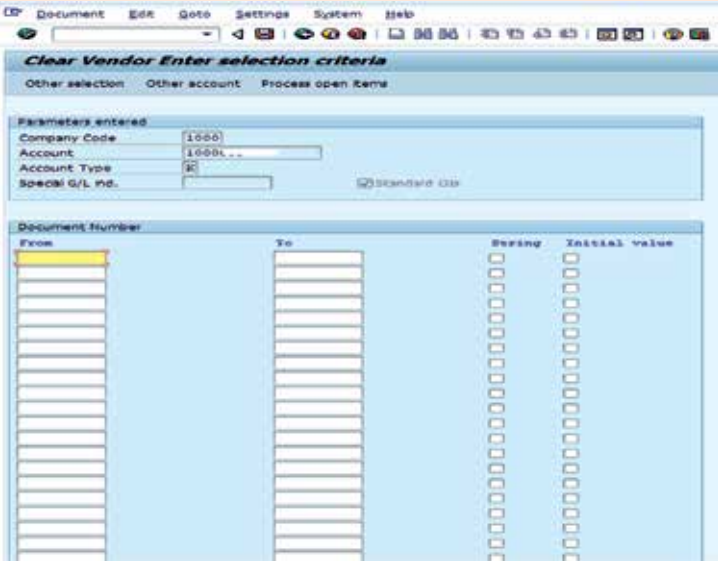 Document Edit Goto Settings System Help
Clear Vendor Enter selection criteria
Other selection Other account Process open items
Parameters entered
Company Code 1000
Account
Account Type K
Special G/L ind. Standard OIs
Document Number
From To String Initial value